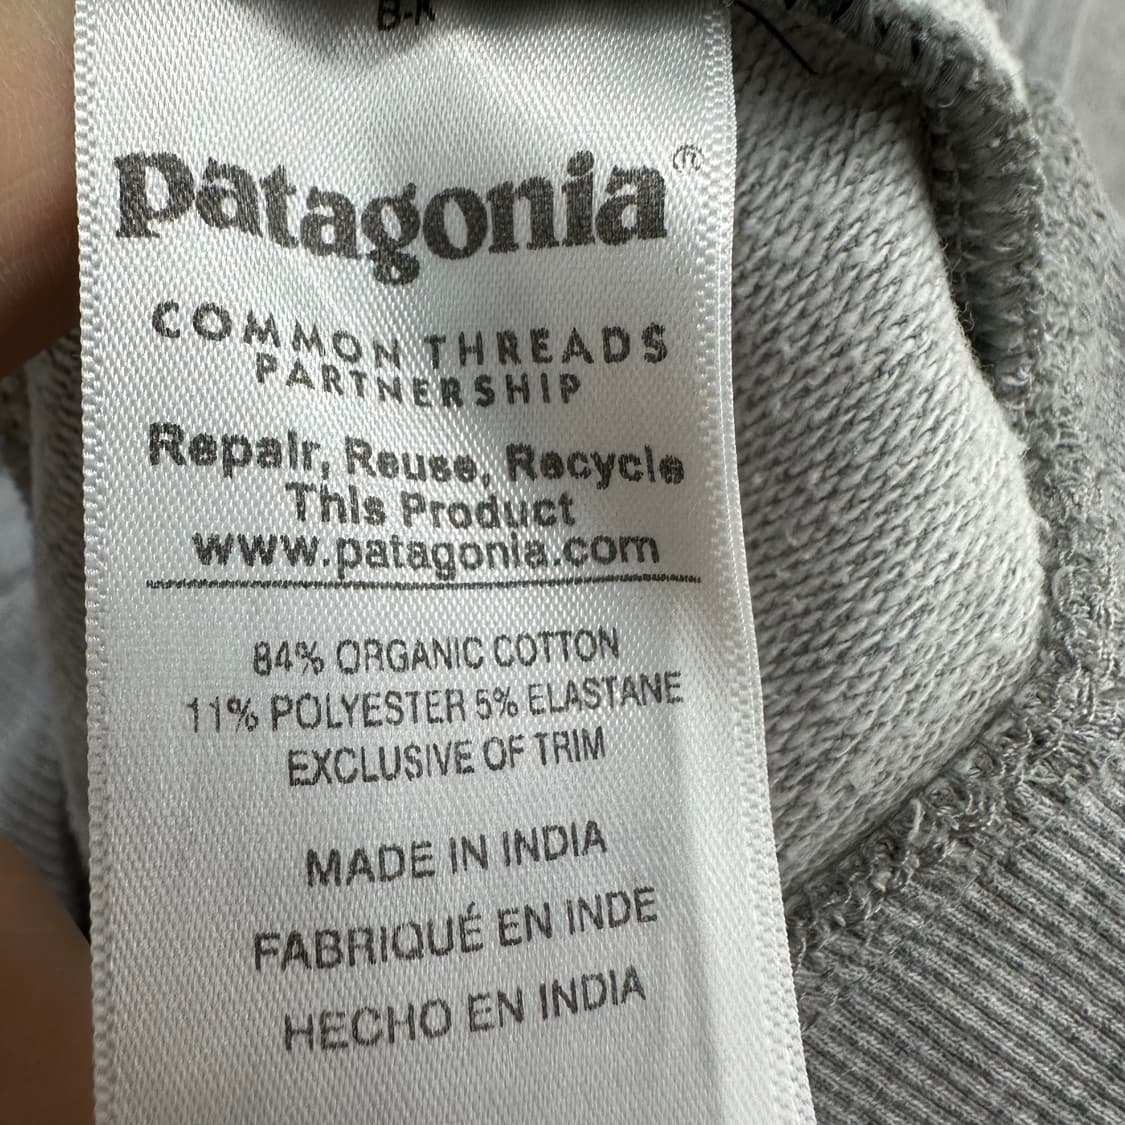 patagonia®
COMMON THREADS
PARTNERSHIP
Repair, Reuse, Recycle
This Product
www.patagonia.com
84% ORGANIC COTTON
11% POLYESTER 5% ELASTANE
EXCLUSIVE OF TRIM
MADE IN INDIA
FABRIQUÉ EN INDE
HECHO EN INDIA